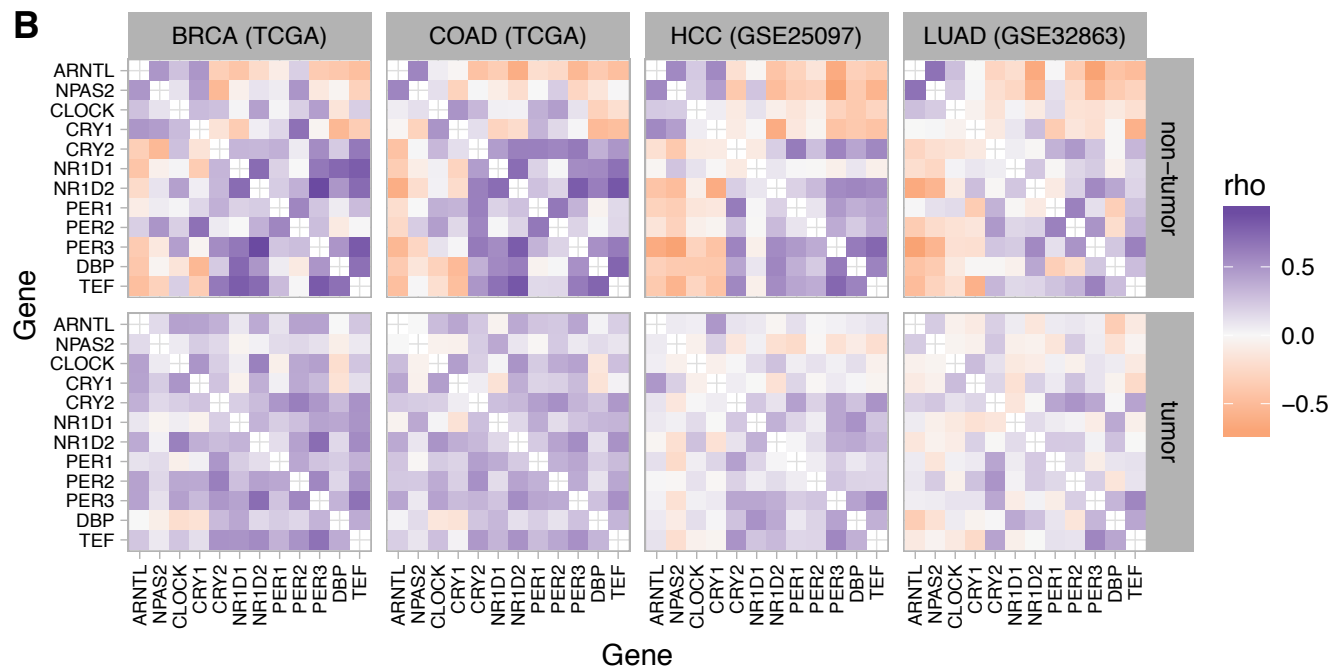 B
BRCA (TCGA)
COAD (TCGA)
HCC (GSE25097)
LUAD (GSE32863)
Gene
ARNTL
NPAS2
CLOCK
CRY1
CRY2
NR1D1
NR1D2
PER1
PER2
PER3
DBP
TEF
non−tumor
ARNTL
NPAS2
CLOCK
CRY1
CRY2
NR1D1
NR1D2
PER1
PER2
PER3
DBP
TEF
tumor
ARNTL
NPAS2
CLOCK
CRY1
CRY2
NR1D1
NR1D2
PER1
PER2
PER3
DBP
TEF
ARNTL
NPAS2
CLOCK
CRY1
CRY2
NR1D1
NR1D2
PER1
PER2
PER3
DBP
TEF
ARNTL
NPAS2
CLOCK
CRY1
CRY2
NR1D1
NR1D2
PER1
PER2
PER3
DBP
TEF
ARNTL
NPAS2
CLOCK
CRY1
CRY2
NR1D1
NR1D2
PER1
PER2
PER3
DBP
TEF
Gene
rho
0.5
0.0
−0.5